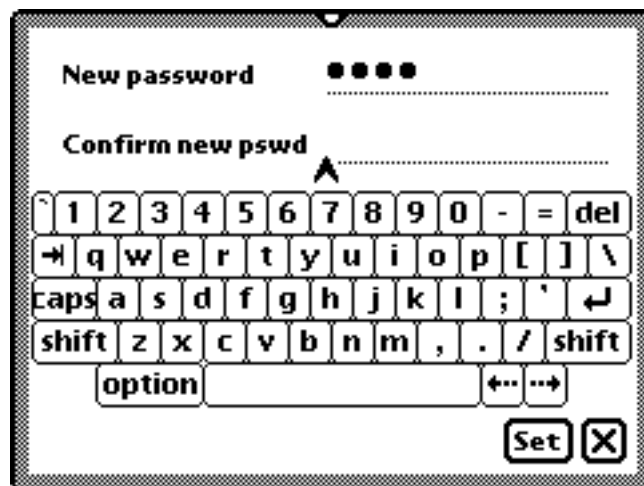 New password ●●●●
Confirm new pswd
` 1 2 3 4 5 6 7 8 9 0 - = del
q w e r t y u i o p [ ] \
caps a s d f g h j k l ; '
shift z x c v b n m , . / shift
option
Set